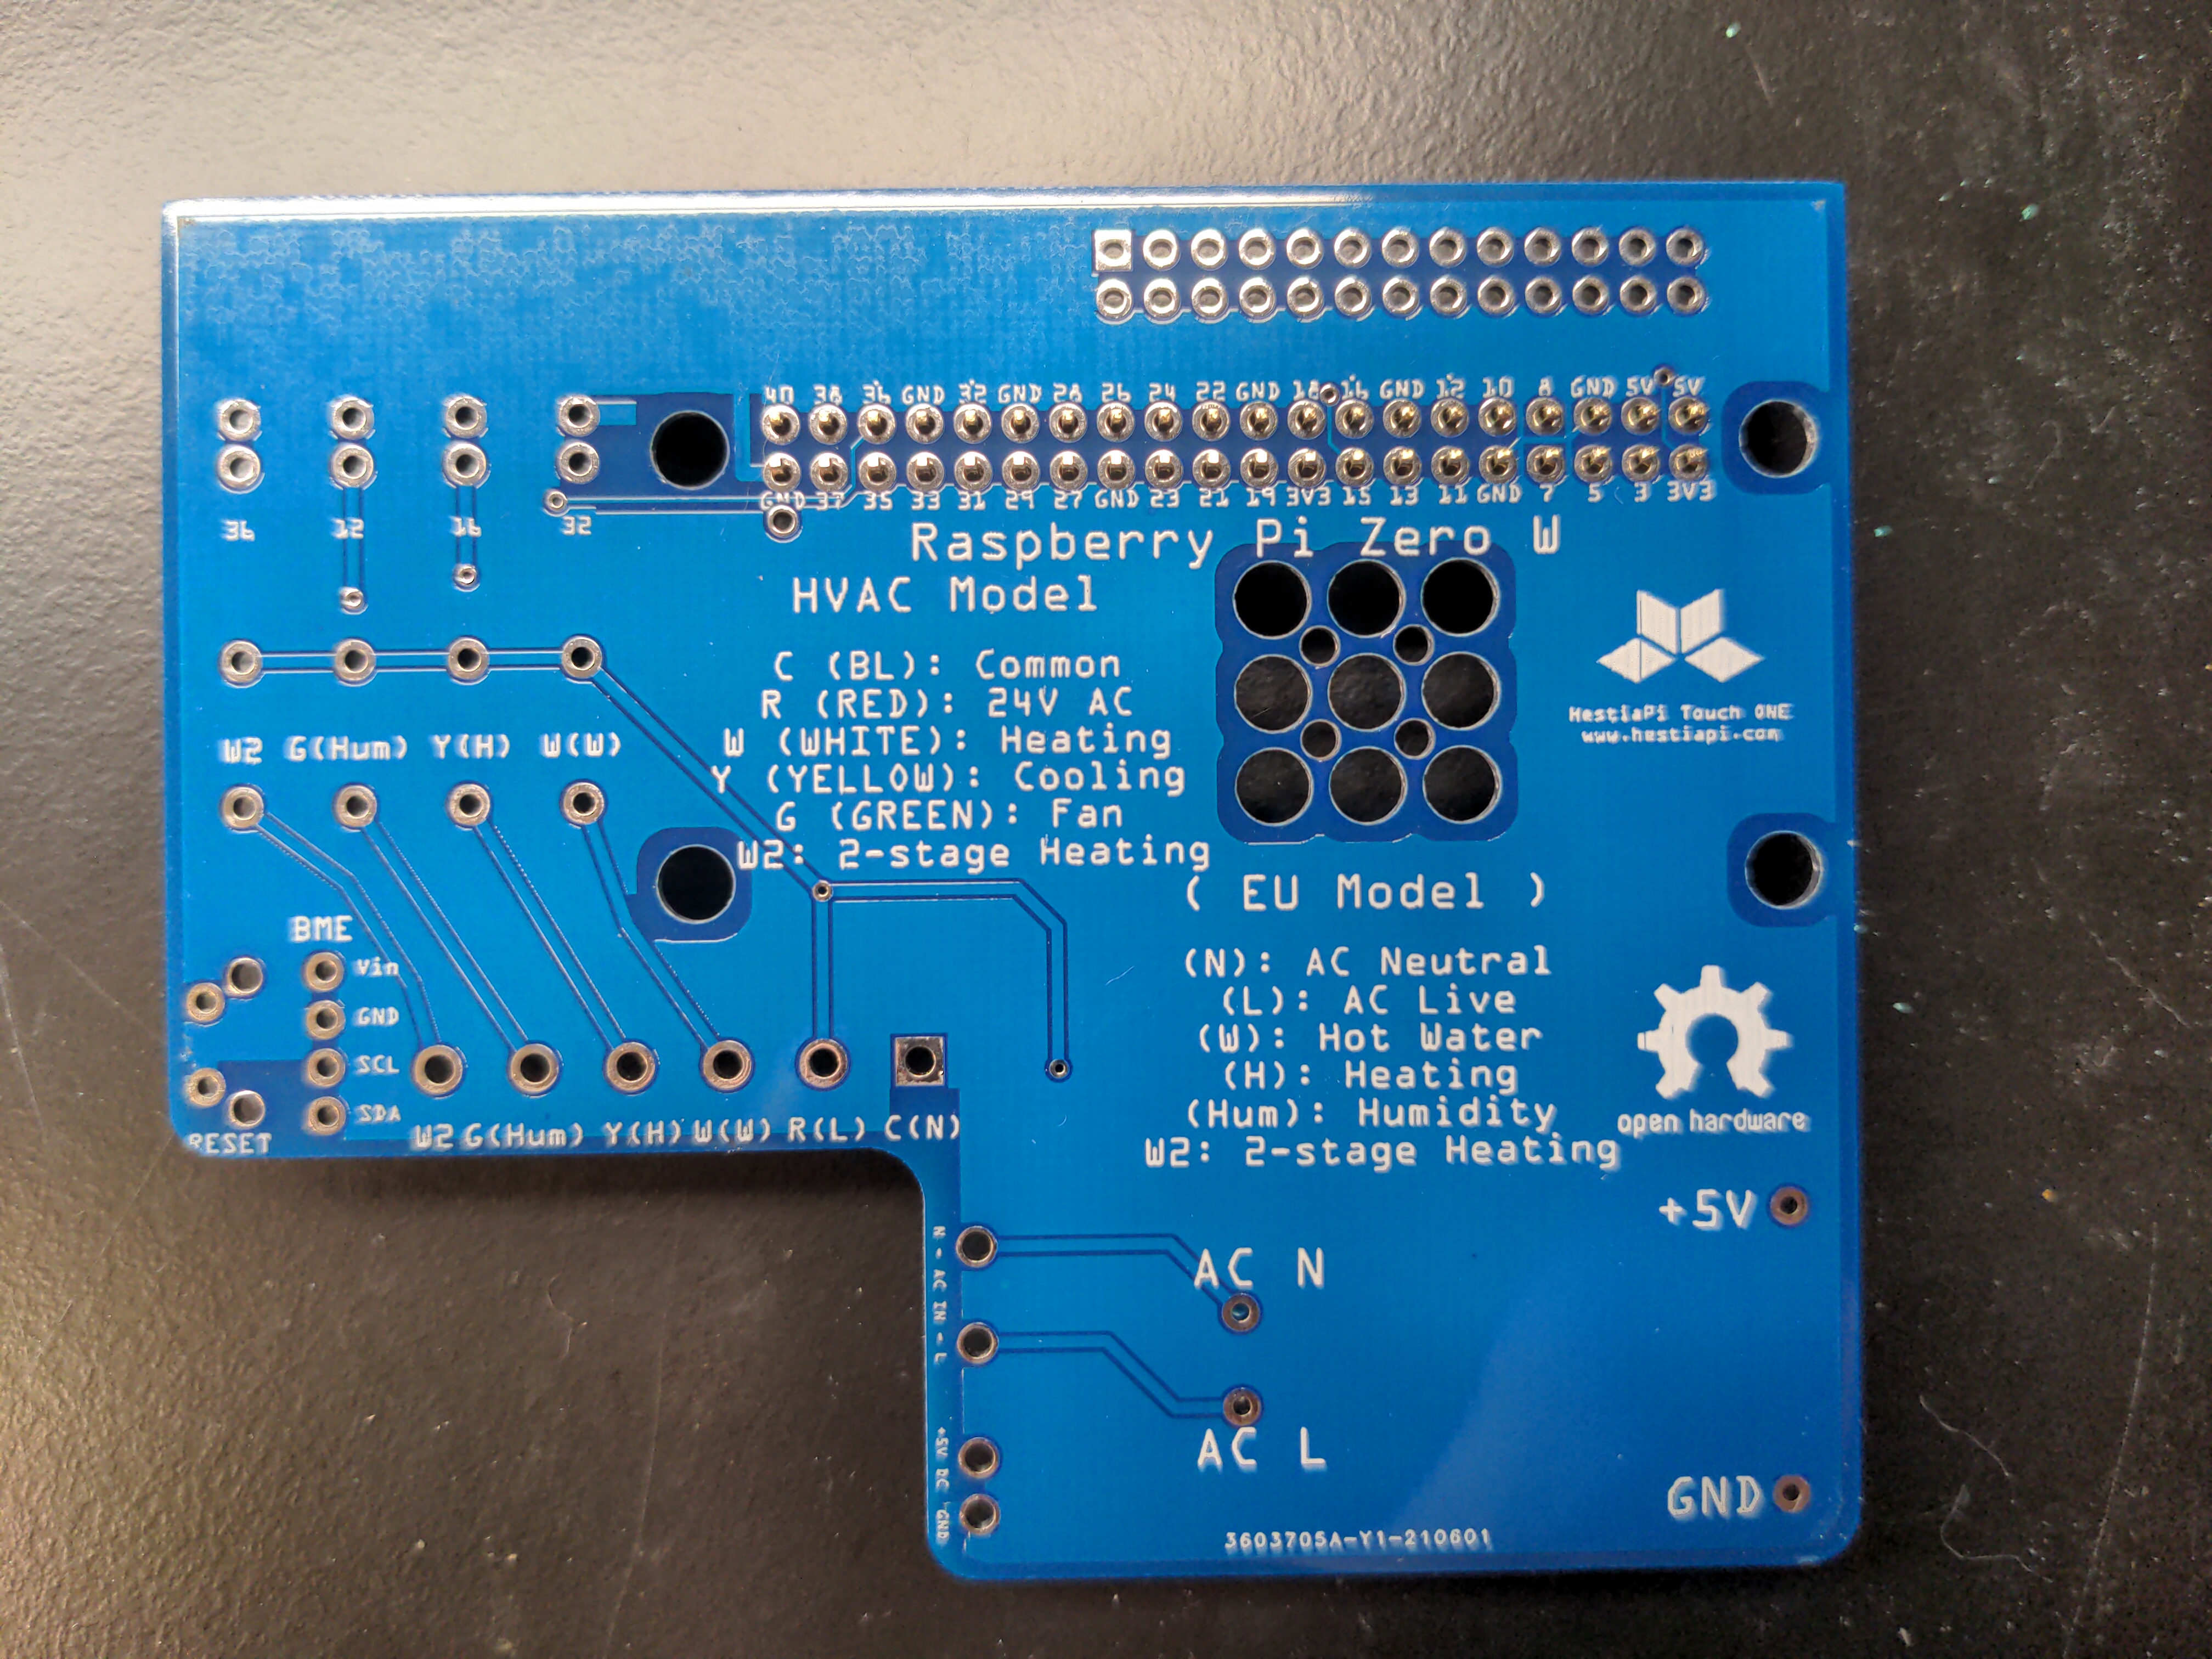 40 38 36 GND 32 GND 28 26 24 22 GND 18 16 GND 12 10 8 GND 5V 5V
GND 37 35 33 31 29 27 GND 23 21 19 3V3 15 13 11 GND 7 5 3 3V3
36 12 16 32
Raspberry Pi Zero W
HVAC Model
C (BL): Common
R (RED): 24V AC
W (WHITE): Heating
Y (YELLOW): Cooling
G (GREEN): Fan
W2: 2-stage Heating
HestiaPi Touch ONE
www.hestiapi.com
W2 G(Hum) Y(H) W(W)
( EU Model )
(N): AC Neutral
(L): AC Live
(W): Hot Water
(H): Heating
(Hum): Humidity
W2: 2-stage Heating
open hardware
BME
Vin
GND
SCL
SDA
RESET
W2 G(Hum) Y(H) W(W) R(L) C(N)
N - AC IN - L
+5V DC GND
AC N
AC L
+5V
GND
3603705A-Y1-210601